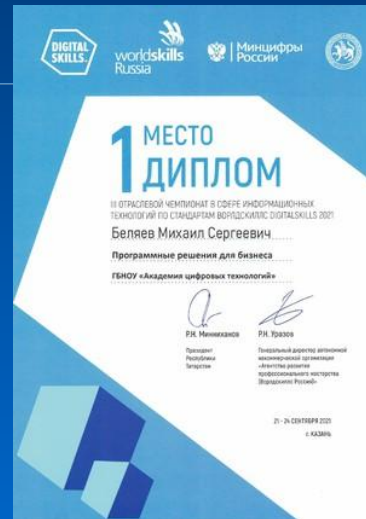 DIGITAL
SKILLS.
worldskills
Russia
Минцифры
России
1 МЕСТО
ДИПЛОМ
III ОТРАСЛЕВОЙ ЧЕМПИОНАТ В СФЕРЕ ИНФОРМАЦИОННЫХ
ТЕХНОЛОГИЙ ПО СТАНДАРТАМ ВОРЛДСКИЛЛС DIGITALSKILLS 2021
Беляев Михаил Сергеевич
Программные решения для бизнеса
ГБНОУ «Академия цифровых технологий»
Р.Н. Минниханов
Р.Н. Уразов
Президент
Республики
Татарстан
Генеральный директор автономной
некоммерческой организации
«Агентство развития
профессионального мастерства
(Ворлдскиллс Россия)»
21 - 24 СЕНТЯБРЯ 2021
г. КАЗАНЬ